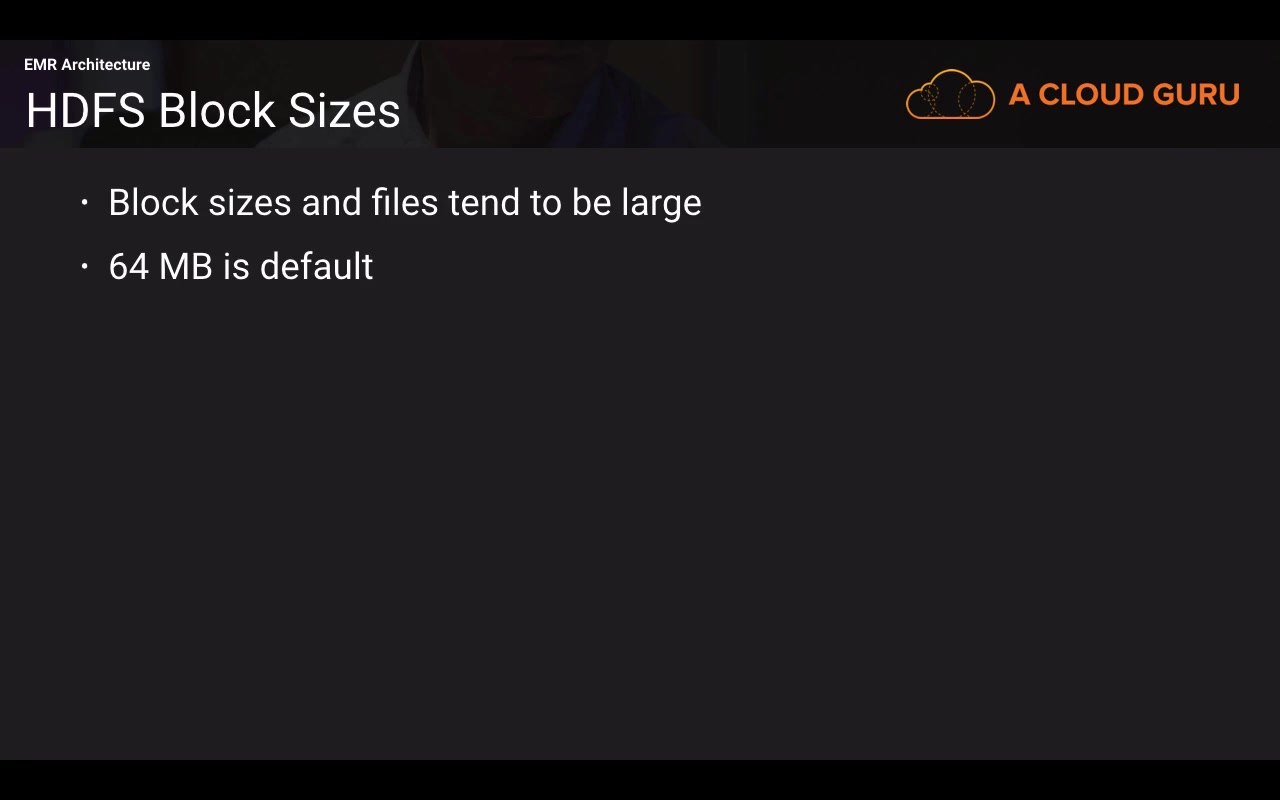 EMR Architecture
HDFS Block Sizes
A CLOUD GURU
• Block sizes and files tend to be large
• 64 MB is default